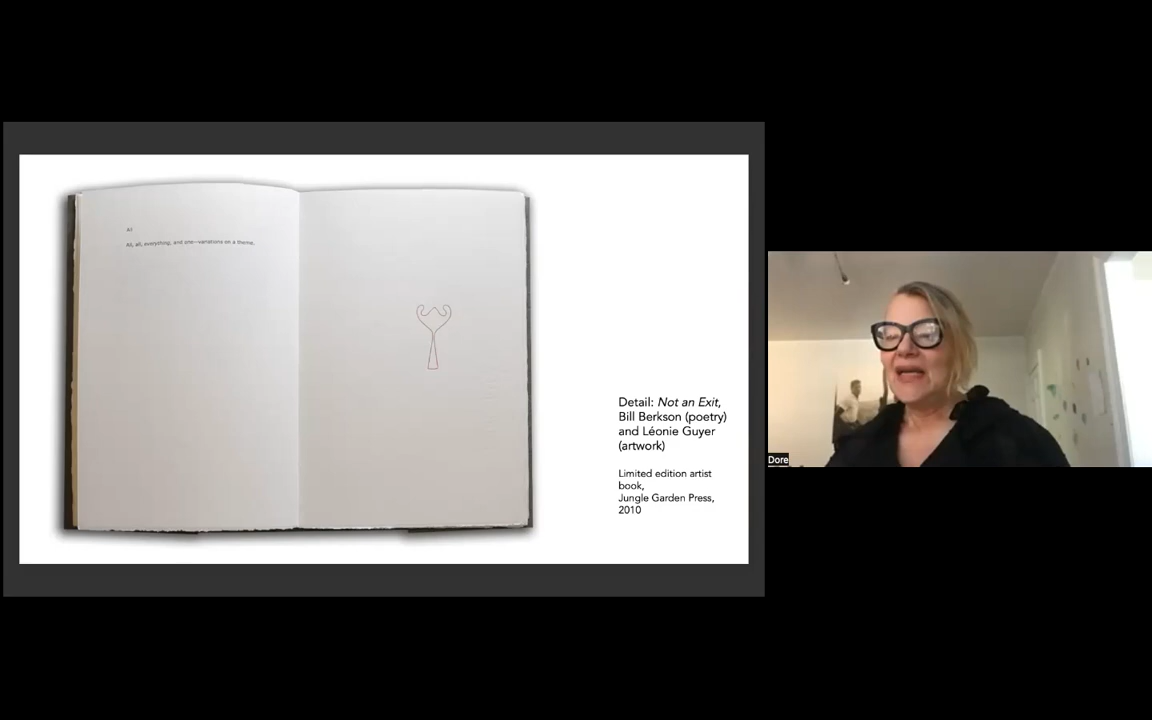 All
All, all, everything, and one—variations on a theme.
Detail: Not an Exit,
Bill Berkson (poetry)
and Léonie Guyer
(artwork)
Limited edition artist
book,
Jungle Garden Press,
2010
Dore